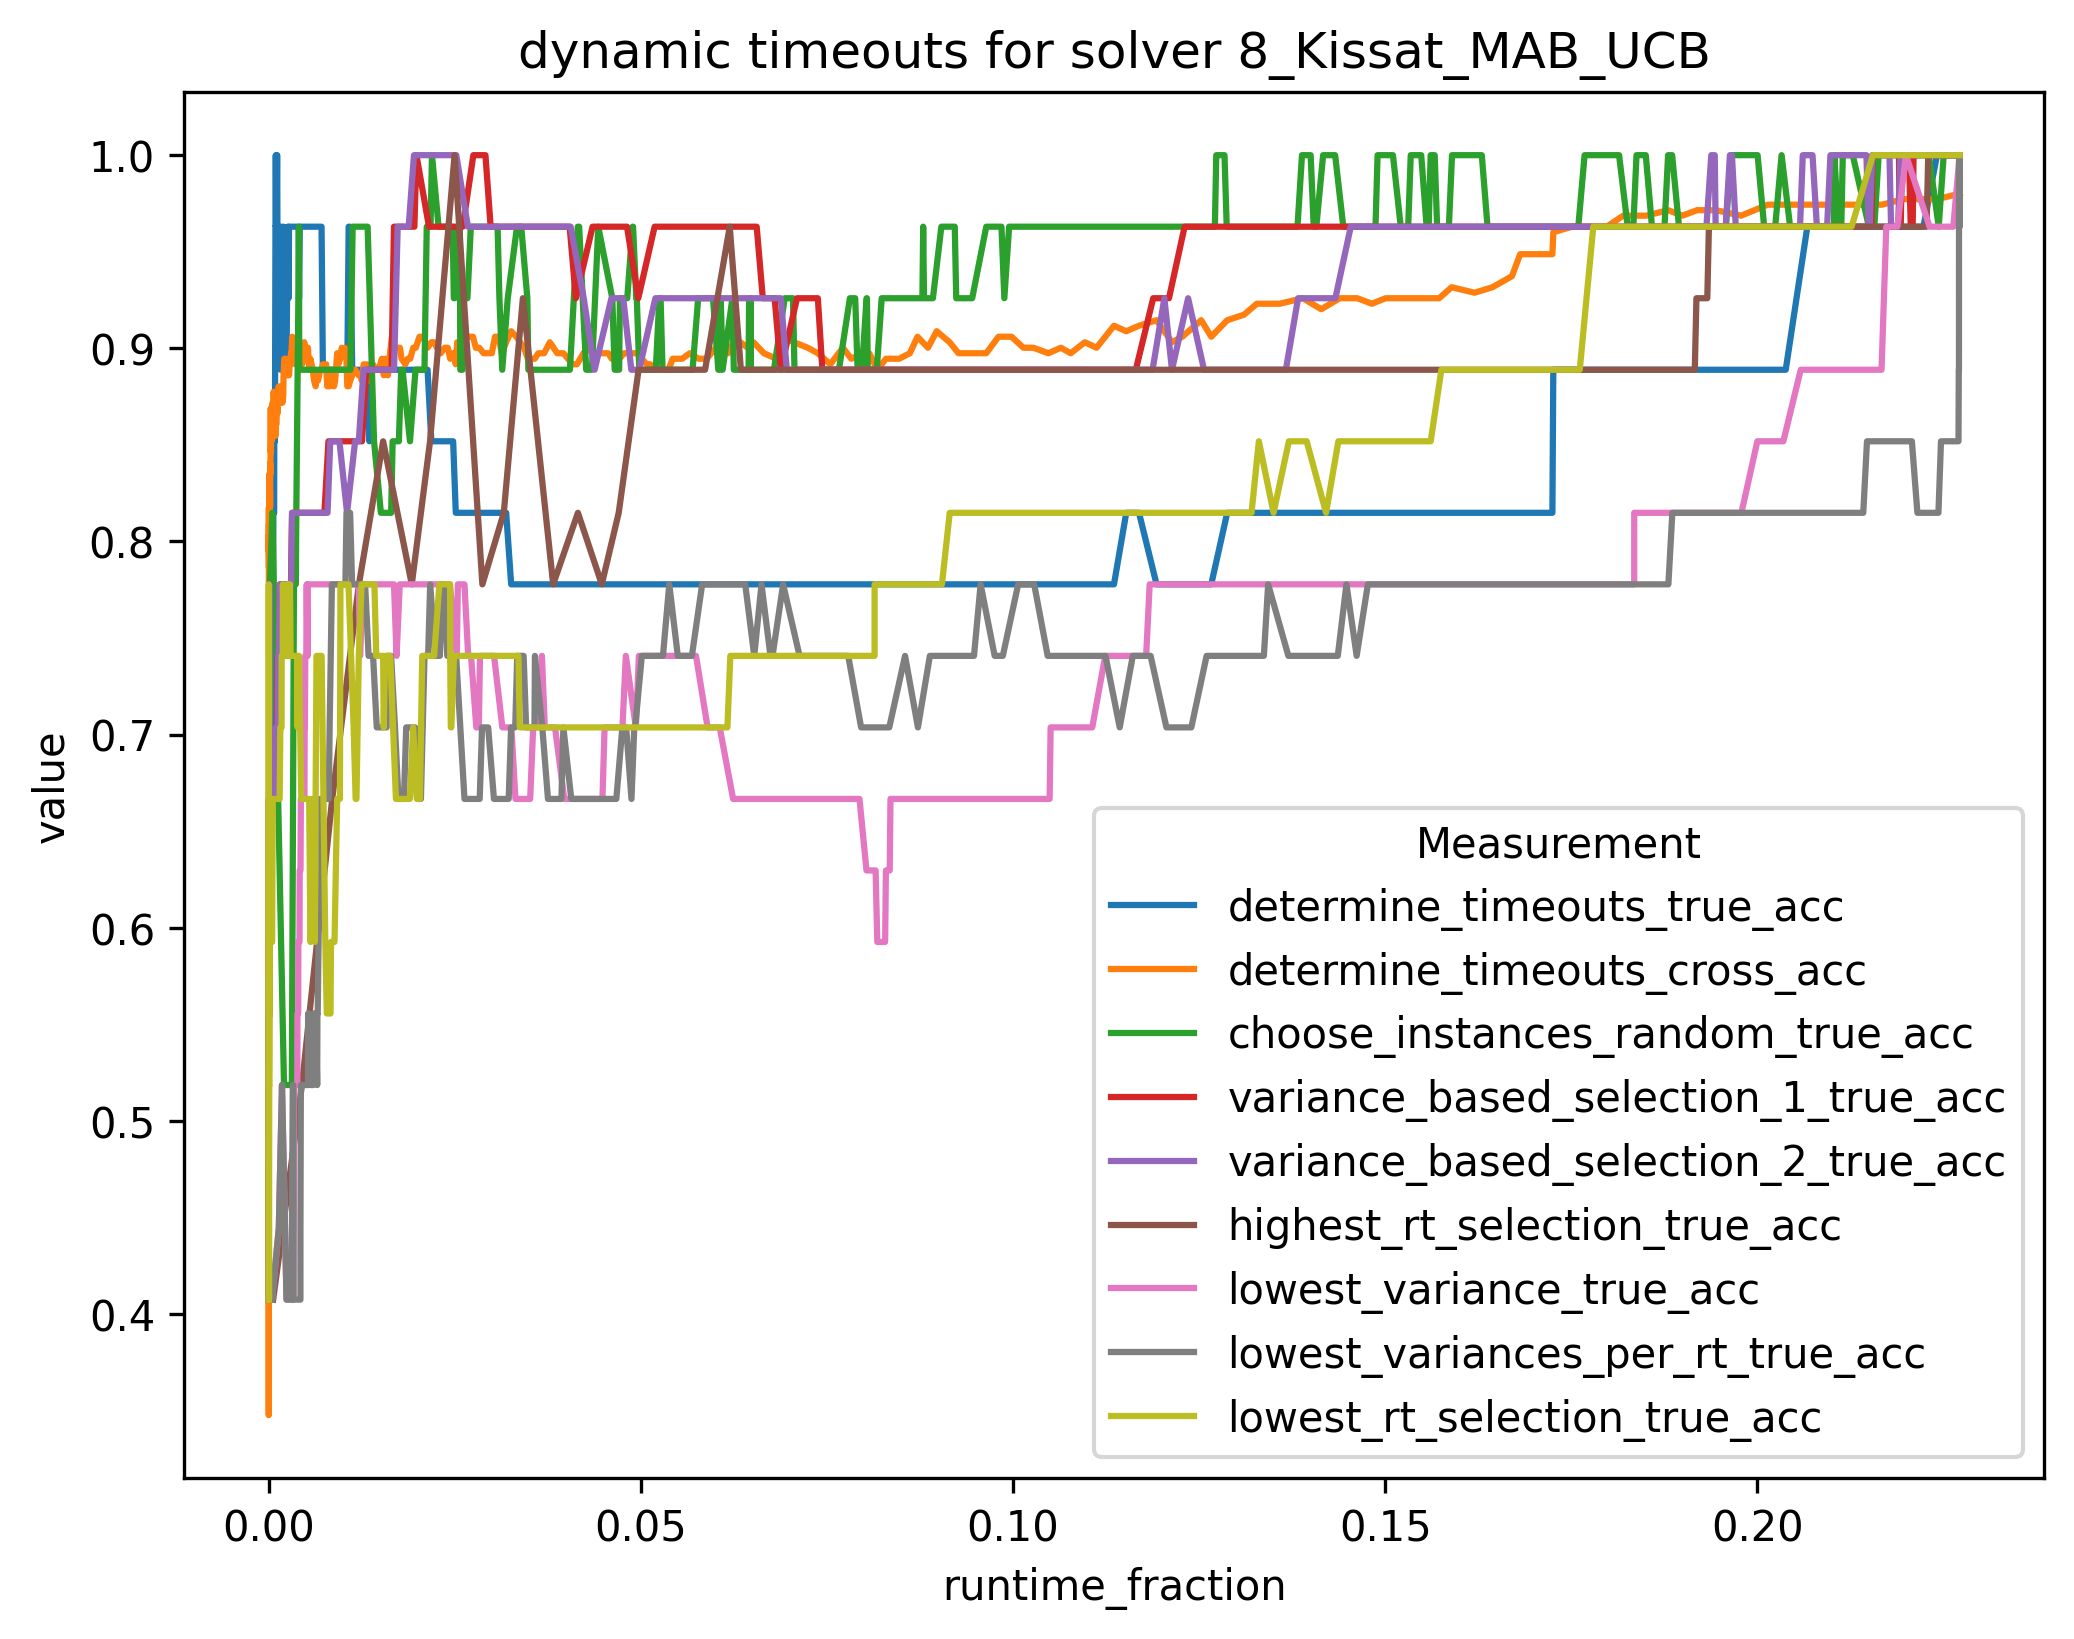 dynamic timeouts for solver 8_Kissat_MAB_UCB
1.0
0.9
0.8
0.7
0.6
0.5
0.4
value
Measurement
determine_timeouts_true_acc
determine_timeouts_cross_acc
choose_instances_random_true_acc
variance_based_selection_1_true_acc
variance_based_selection_2_true_acc
highest_rt_selection_true_acc
lowest_variance_true_acc
lowest_variances_per_rt_true_acc
lowest_rt_selection_true_acc
0.00 0.05 0.10 0.15 0.20
runtime_fraction